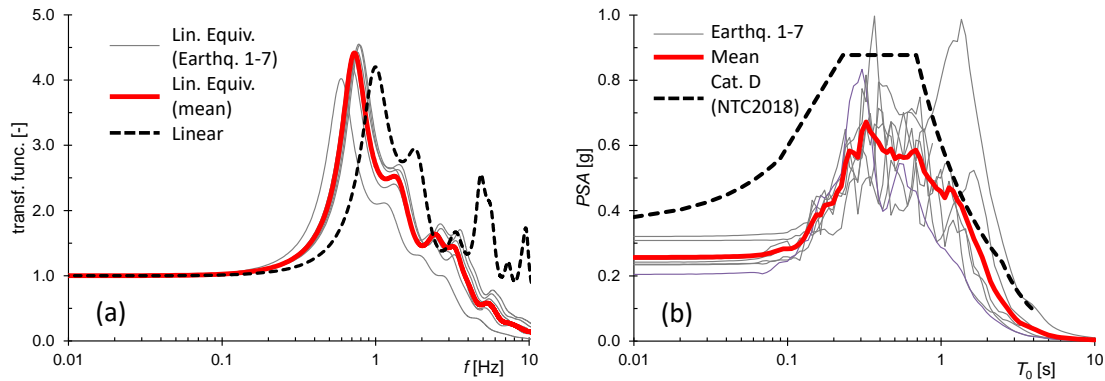 5.0
4.0
3.0
2.0
1.0
0.0
transf. func. [-]
Lin. Equiv.
(Earthq. 1-7)
Lin. Equiv.
(mean)
Linear
(a)
0.01
0.1
1
10
f [Hz]
1.0
0.8
0.6
0.4
0.2
0.0
PSA [g]
Earthq. 1-7
Mean
Cat. D
(NTC2018)
(b)
0.01
0.1
1
10
T₀ [s]